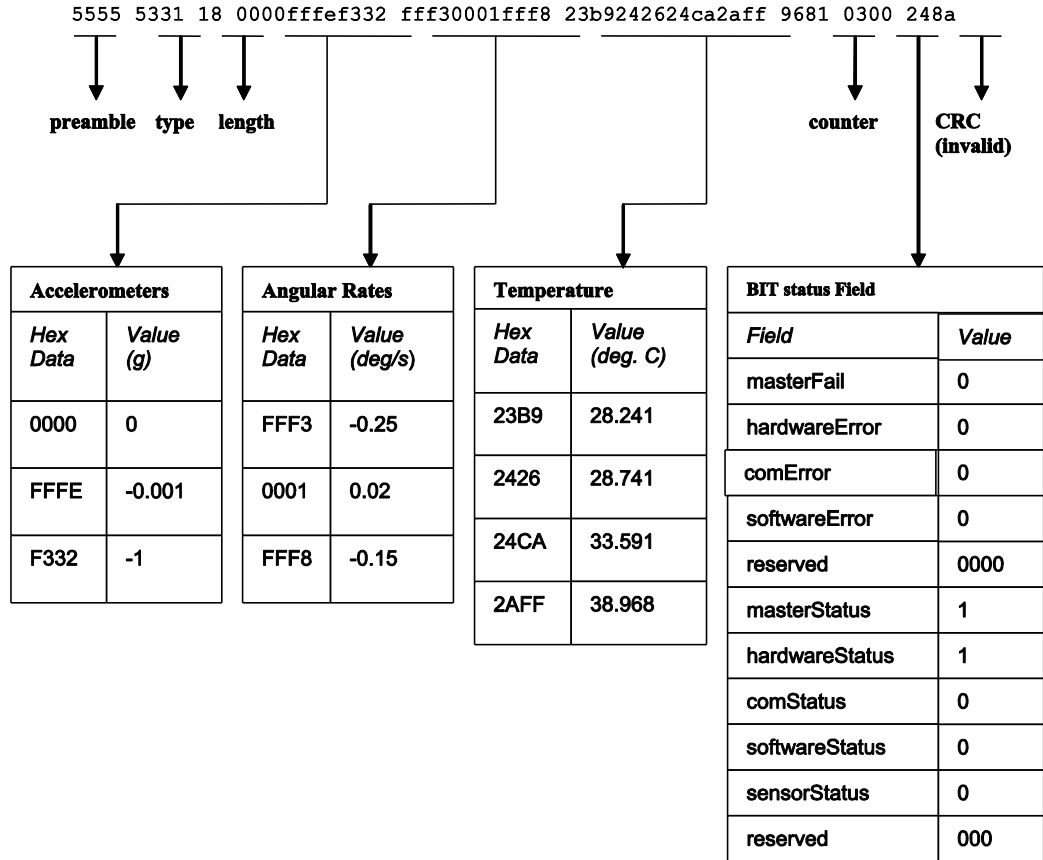 5555 5331 18 0000fffef332 fff30001fff8 23b9242624ca2aff 9681 0300 248a
preamble type length counter CRC
(invalid)
Accelerometers
Hex Data Value (g)
0000 0
FFFE -0.001
F332 -1
Angular Rates
Hex Data Value (deg/s)
FFF3 -0.25
0001 0.02
FFF8 -0.15
Temperature
Hex Data Value (deg. C)
23B9 28.241
2426 28.741
24CA 33.591
2AFF 38.968
BIT status Field
Field Value
masterFail 0
hardwareError 0
comError 0
softwareError 0
reserved 0000
masterStatus 1
hardwareStatus 1
comStatus 0
softwareStatus 0
sensorStatus 0
reserved 000